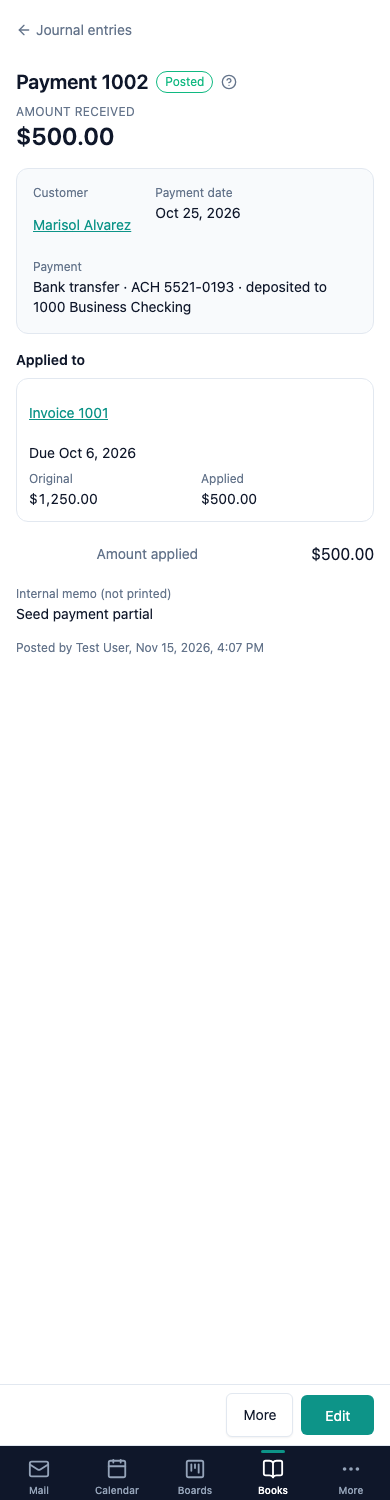 Journal entries
Payment 1002 Posted
AMOUNT RECEIVED
$500.00
Customer
Marisol Alvarez
Payment date
Oct 25, 2026
Payment
Bank transfer · ACH 5521-0193 · deposited to
1000 Business Checking
Applied to
Invoice 1001
Due Oct 6, 2026
Original
$1,250.00
Applied
$500.00
Amount applied $500.00
Internal memo (not printed)
Seed payment partial
Posted by Test User, Nov 15, 2026, 4:07 PM
More Edit
Mail Calendar Boards Books More